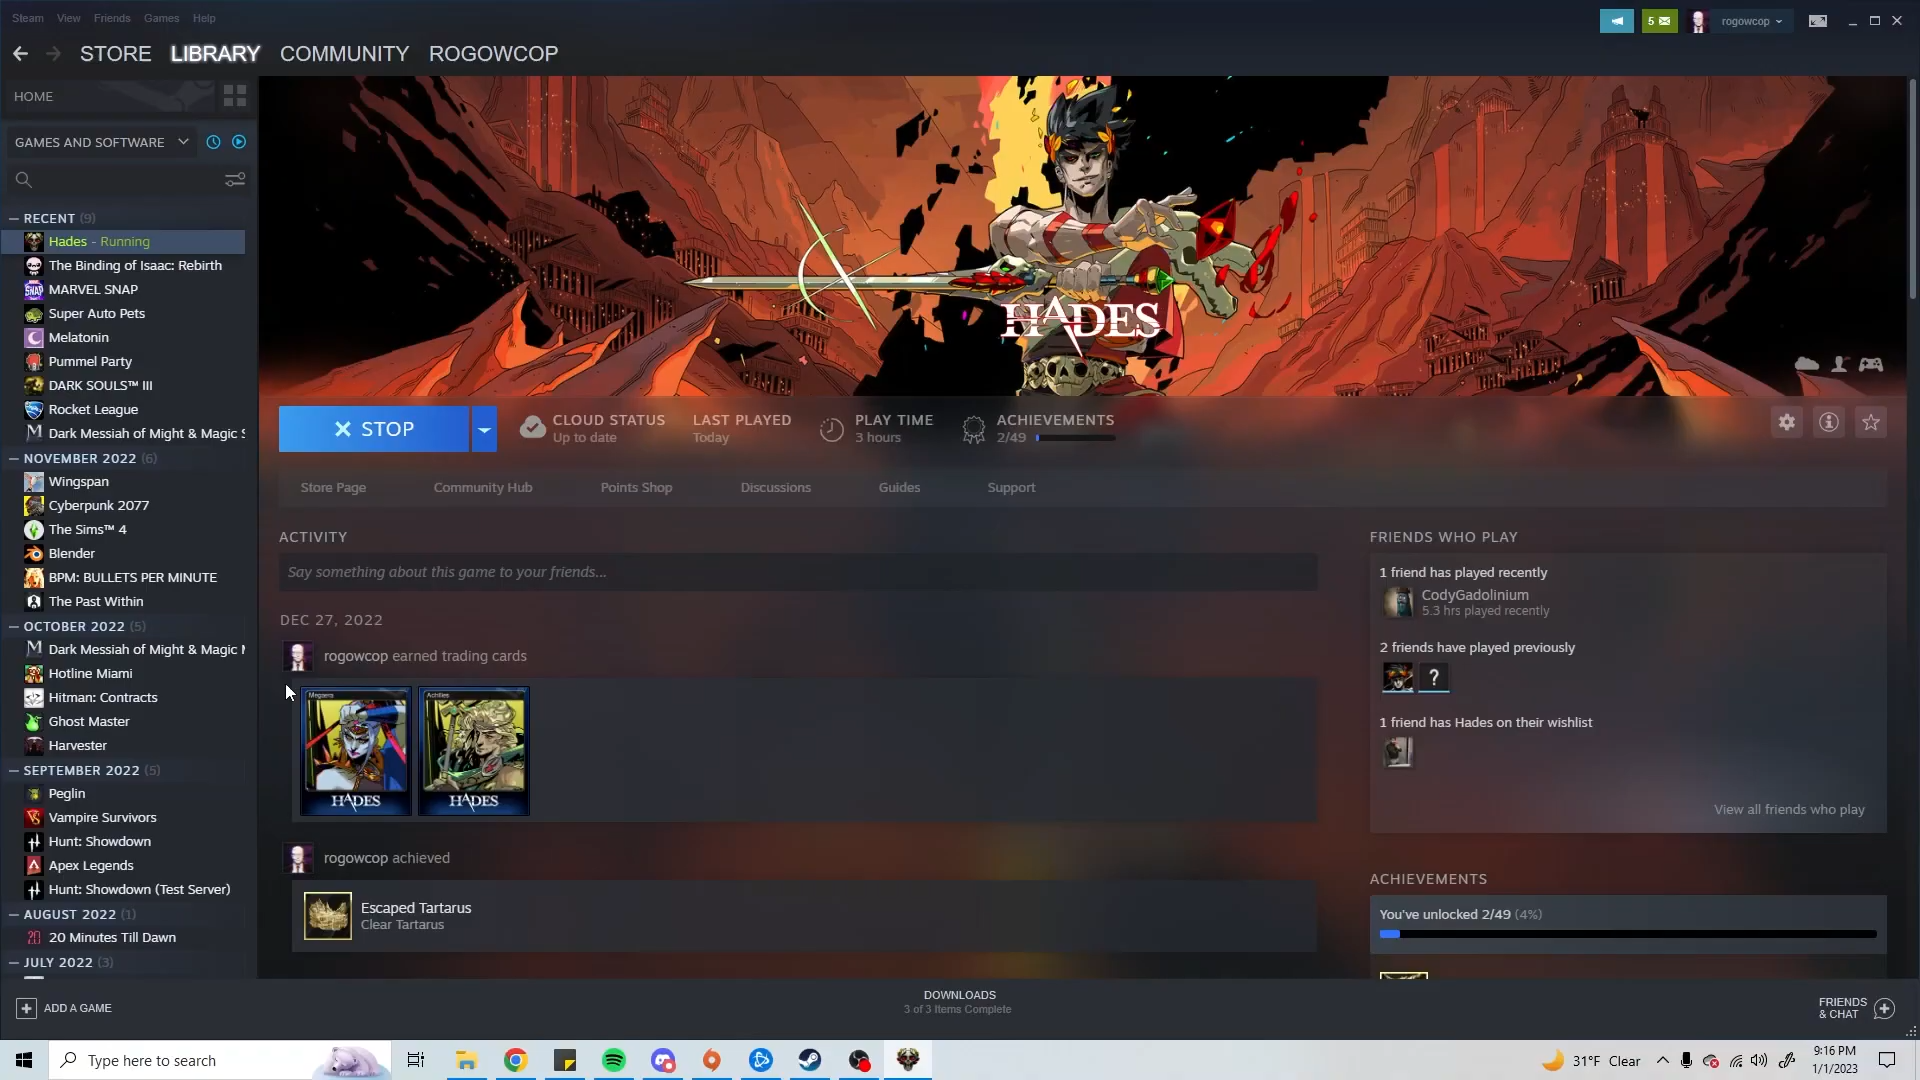 Steam View Friends Games Help
5
rogowcop
STORE LIBRARY COMMUNITY ROGOWCOP
HOME
GAMES AND SOFTWARE
— RECENT (9)
Hades - Running
The Binding of Isaac: Rebirth
MARVEL SNAP
Super Auto Pets
Melatonin
Pummel Party
DARK SOULS™ III
Rocket League
Dark Messiah of Might & Magic S
— NOVEMBER 2022 (6)
Wingspan
Cyberpunk 2077
The Sims™ 4
Blender
BPM: BULLETS PER MINUTE
The Past Within
— OCTOBER 2022 (5)
Dark Messiah of Might & Magic M
Hotline Miami
Hitman: Contracts
Ghost Master
Harvester
— SEPTEMBER 2022 (5)
Peglin
Vampire Survivors
Hunt: Showdown
Apex Legends
Hunt: Showdown (Test Server)
— AUGUST 2022 (1)
20 Minutes Till Dawn
— JULY 2022 (3)
ADD A GAME
HADES
STOP
CLOUD STATUS
Up to date
LAST PLAYED
Today
PLAY TIME
3 hours
ACHIEVEMENTS
2/49
Store Page Community Hub Points Shop Discussions Guides Support
ACTIVITY
Say something about this game to your friends...
DEC 27, 2022
rogowcop earned trading cards
Megaera
HADES
Achilles
HADES
rogowcop achieved
Escaped Tartarus
Clear Tartarus
FRIENDS WHO PLAY
1 friend has played recently
CodyGadolinium
5.3 hrs played recently
2 friends have played previously
?
1 friend has Hades on their wishlist
View all friends who play
ACHIEVEMENTS
You've unlocked 2/49 (4%)
DOWNLOADS
3 of 3 Items Complete
FRIENDS
& CHAT
Type here to search
31°F Clear
9:16 PM
1/1/2023